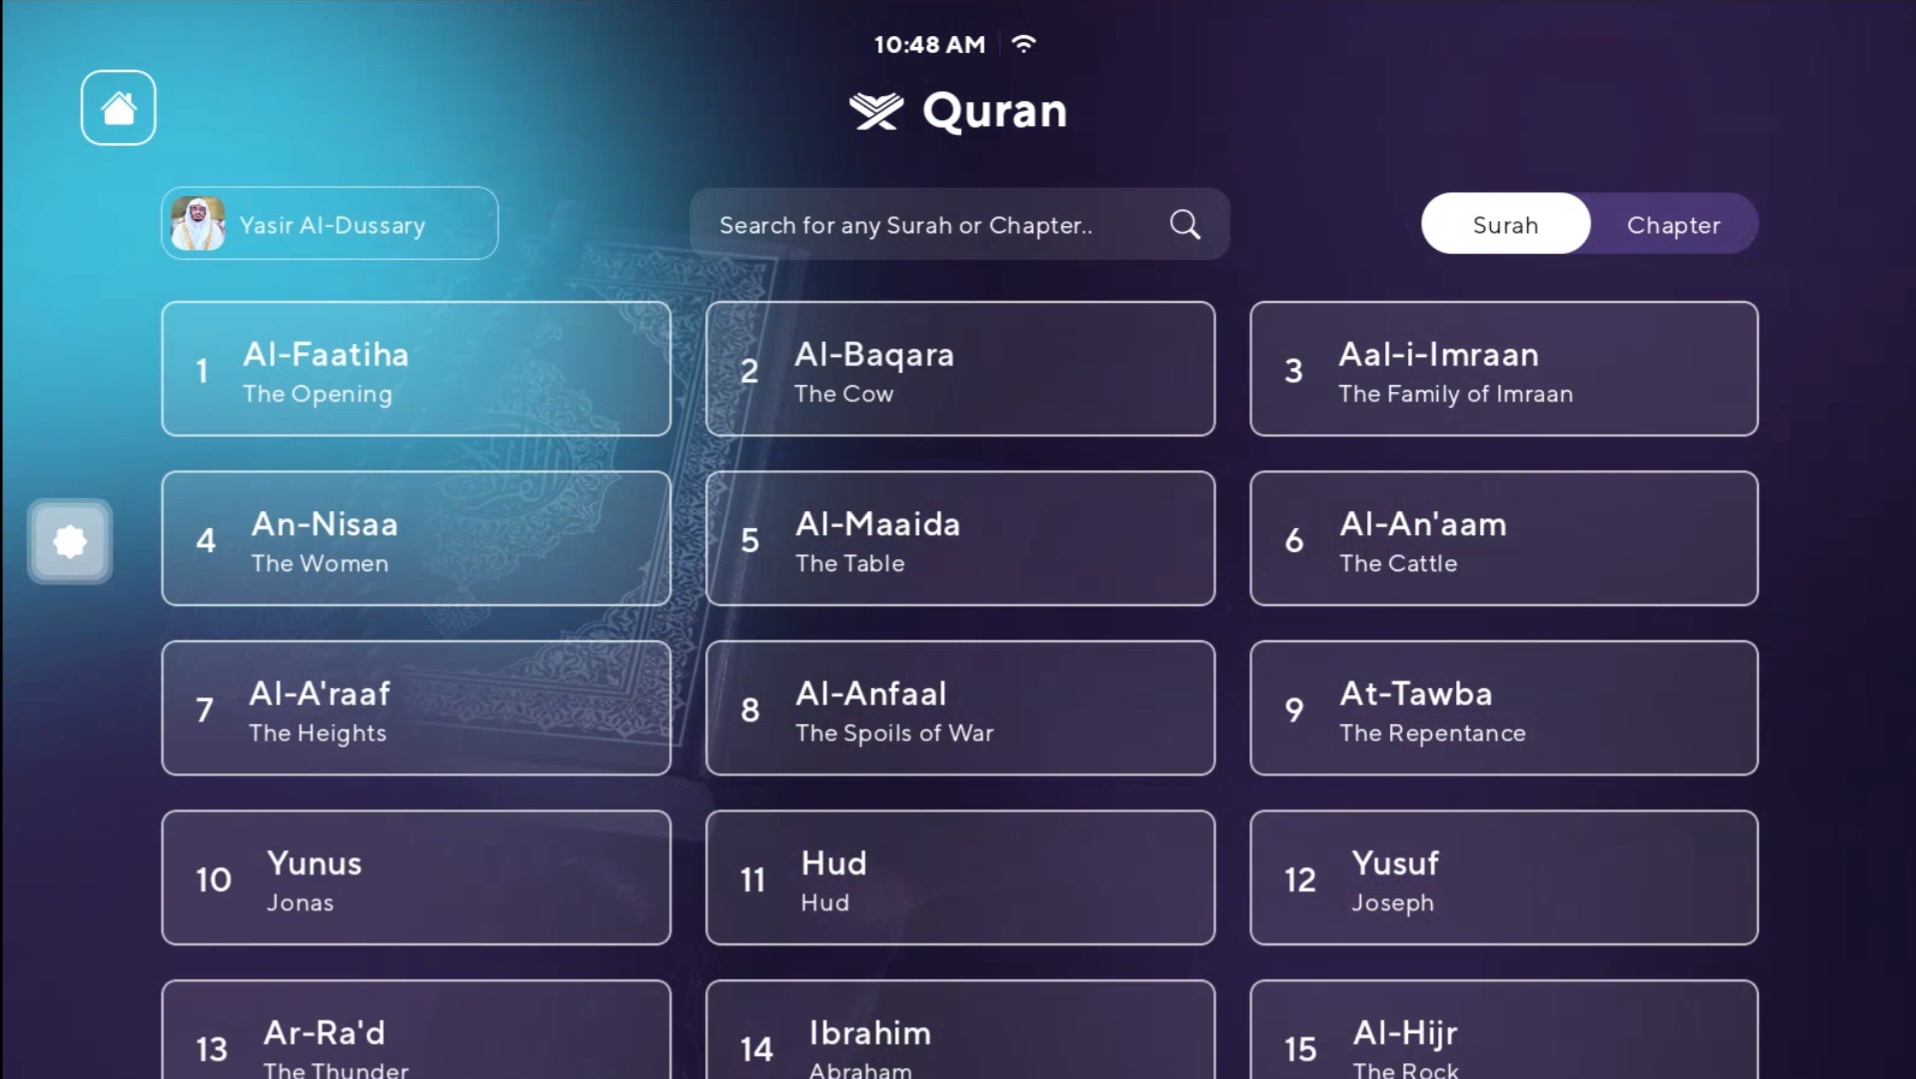 10:48 AM
Quran
Yasir Al-Dussary
Search for any Surah or Chapter..
Surah
Chapter
1
Al-Faatiha
The Opening
2
Al-Baqara
The Cow
3
Aal-i-Imraan
The Family of Imraan
4
An-Nisaa
The Women
5
Al-Maaida
The Table
6
Al-An'aam
The Cattle
7
Al-A'raaf
The Heights
8
Al-Anfaal
The Spoils of War
9
At-Tawba
The Repentance
10
Yunus
Jonas
11
Hud
Hud
12
Yusuf
Joseph
13
Ar-Ra'd
The Thunder
14
Ibrahim
Abraham
15
Al-Hijr
The Rock